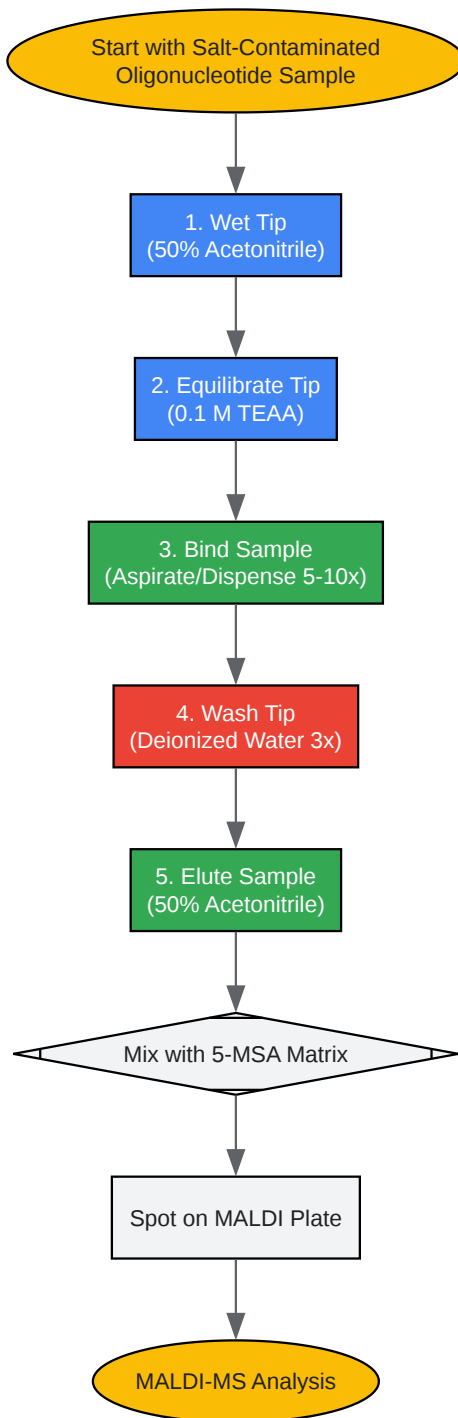 Start with Salt-Contaminated
Oligonucleotide Sample
1. Wet Tip
(50% Acetonitrile)
2. Equilibrate Tip
(0.1 M TEAA)
3. Bind Sample
(Aspirate/Dispense 5-10x)
4. Wash Tip
(Deionized Water 3x)
5. Elute Sample
(50% Acetonitrile)
Mix with 5-MSA Matrix
Spot on MALDI Plate
MALDI-MS Analysis